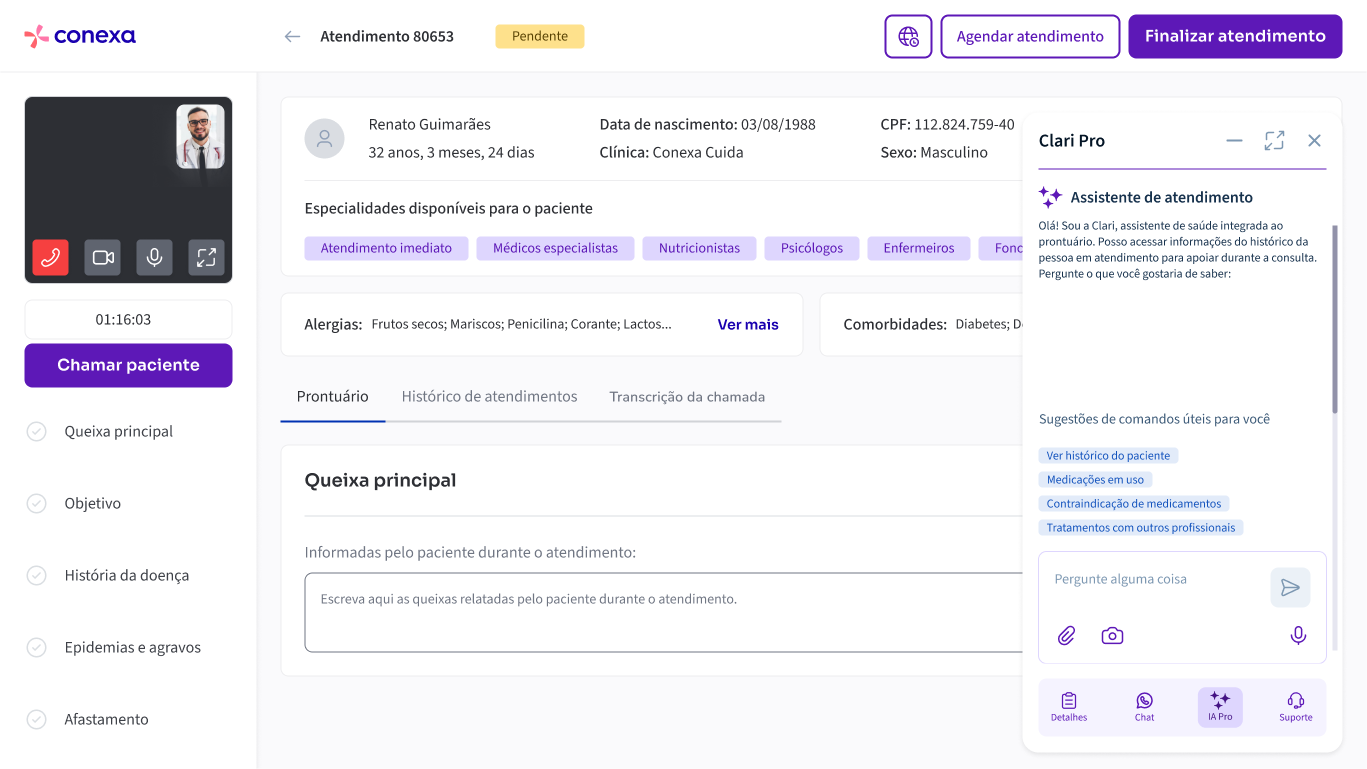 conexa
Atendimento 80653
Pendente
Agendar atendimento
Finalizar atendimento
01:16:03
Chamar paciente
Queixa principal
Objetivo
História da doença
Epidemias e agravos
Afastamento
Renato Guimarães
Data de nascimento: 03/08/1988
CPF: 112.824.759-40
32 anos, 3 meses, 24 dias
Clínica: Conexa Cuida
Sexo: Masculino
Especialidades disponíveis para o paciente
Atendimento imediato
Médicos especialistas
Nutricionistas
Psicólogos
Enfermeiros
Fono
Alergias: Frutos secos; Mariscos; Penicilina; Corante; Lactos...
Ver mais
Comorbidades: Diabetes; D
Prontuário
Histórico de atendimentos
Transcrição da chamada
Queixa principal
Informadas pelo paciente durante o atendimento:
Escreva aqui as queixas relatadas pelo paciente durante o atendimento.
Clari Pro
Assistente de atendimento
Olá! Sou a Clari, assistente de saúde integrada ao
prontuário. Posso acessar informações do histórico da
pessoa em atendimento para apoiar durante a consulta.
Pergunte o que você gostaria de saber:
Sugestões de comandos úteis para você
Ver histórico do paciente
Medicações em uso
Contraindicação de medicamentos
Tratamentos com outros profissionais
Pergunte alguma coisa
Detalhes
Chat
IA Pro
Suporte